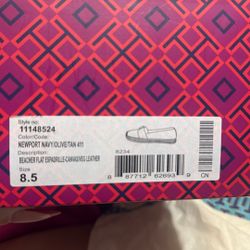 Style no:
11148524
Color/Code:
NEWPORT NAVY/OLIVE/TAN 411
Description:
BEACHER FLAT ESPADRILLE-CANVAS/VEG LEATHER
Size
8.5
8234
8 87712 62693 9
CN